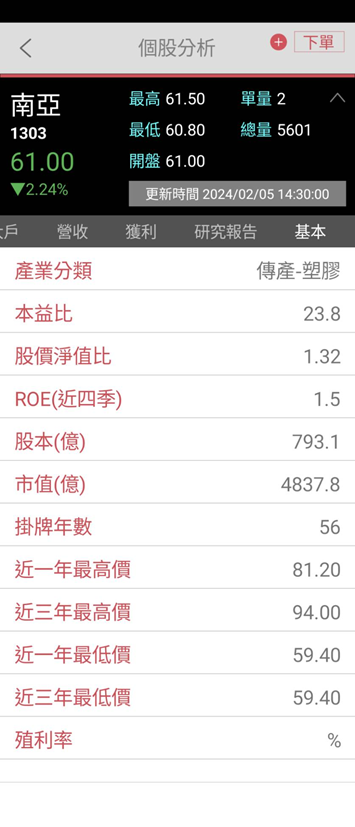 個股分析
下單
南亞
1303
61.00
▼2.24%
最高 61.50 單量 2
最低 60.80 總量 5601
開盤 61.00
更新時間 2024/02/05 14:30:00
營收 獲利 研究報告 基本
產業分類 傳產-塑膠
本益比 23.8
股價淨值比 1.32
ROE(近四季) 1.5
股本(億) 793.1
市值(億) 4837.8
掛牌年數 56
近一年最高價 81.20
近三年最高價 94.00
近一年最低價 59.40
近三年最低價 59.40
殖利率 %